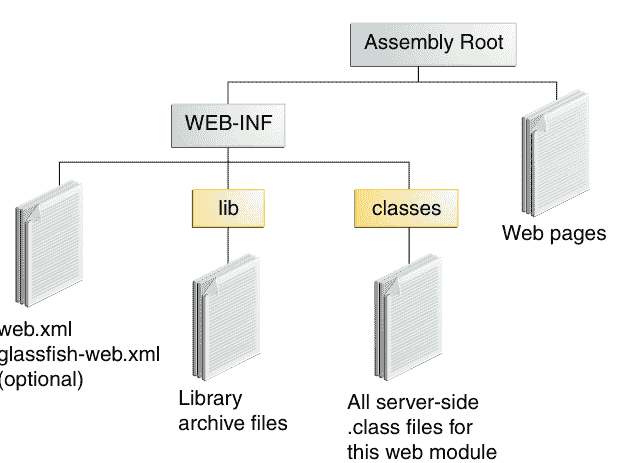 Assembly Root
WEB-INF
lib
classes
Web pages
web.xml
glassfish-web.xml
(optional)
Library
archive files
All server-side
.class files for
this web module